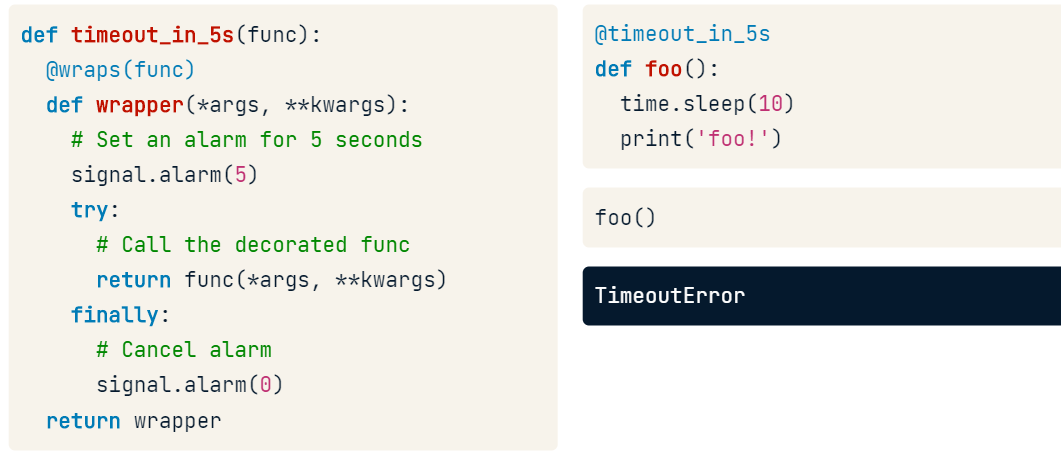 def timeout_in_5s(func):
  @wraps(func)
  def wrapper(*args, **kwargs):
    # Set an alarm for 5 seconds
    signal.alarm(5)
    try:
      # Call the decorated func
      return func(*args, **kwargs)
    finally:
      # Cancel alarm
      signal.alarm(0)
  return wrapper
@timeout_in_5s
def foo():
  time.sleep(10)
  print('foo!')
foo()
TimeoutError